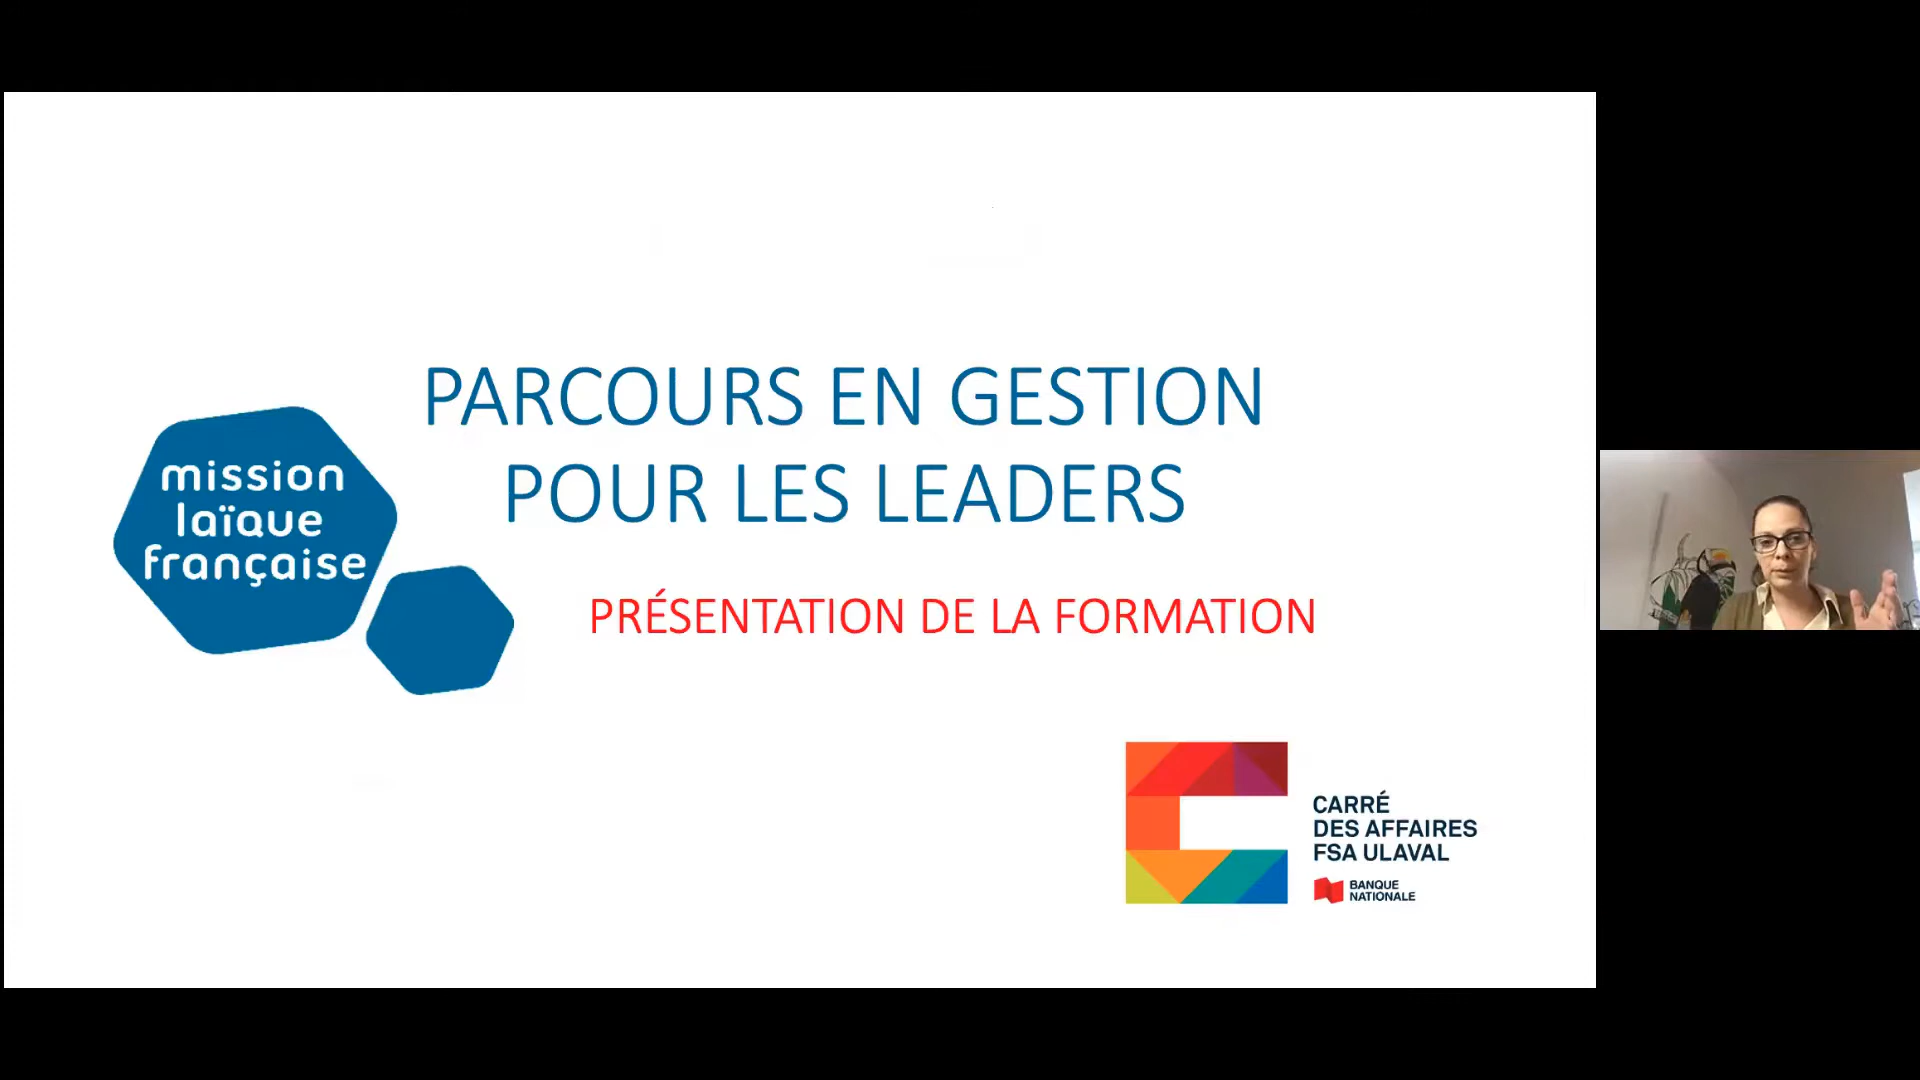 PARCOURS EN GESTION
POUR LES LEADERS
mission
laïque
française
PRÉSENTATION DE LA FORMATION
CARRÉ
DES AFFAIRES
FSA ULAVAL
BANQUE
NATIONALE